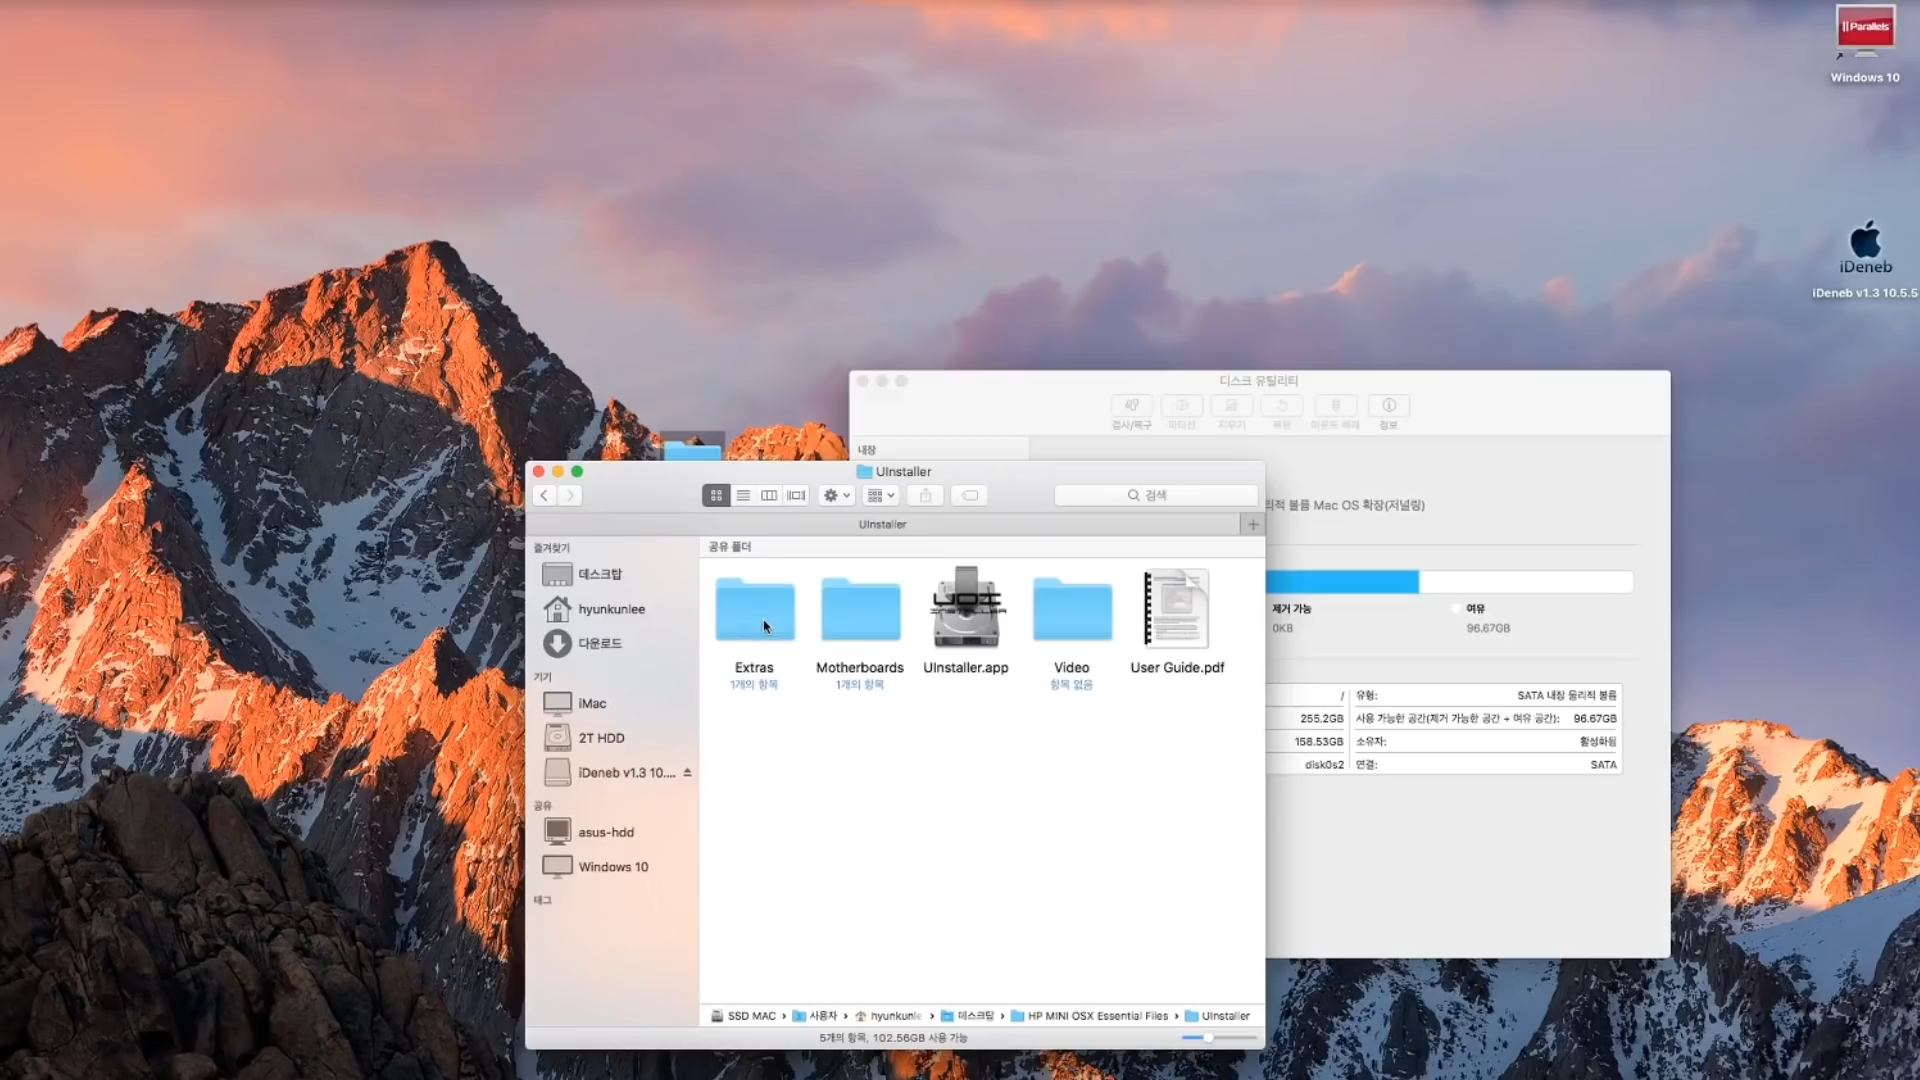 Parallels
Windows 10
iDeneb
iDeneb v1.3 10.5.5
디스크 유틸리티
검사/복구 파티션 지우기 복원 마운트 해제 정보
내장
리적 볼륨 Mac OS 확장(저널링)
제거 가능
0KB
여유
96.67GB
/ 유형: SATA 내장 물리적 볼륨
255.2GB 사용 가능한 공간(제거 가능한 공간 + 여유 공간): 96.67GB
158.53GB 소유자: 활성화됨
disk0s2 연결: SATA
UInstaller
검색
UInstaller
즐겨찾기
데스크탑
hyunkunlee
다운로드
기기
iMac
2T HDD
iDeneb v1.3 10....
공유
asus-hdd
Windows 10
태그
공유 폴더
Extras
1개의 항목
Motherboards
1개의 항목
UInstaller.app
Video
항목 없음
User Guide.pdf
SSD MAC › 사용자 › hyunkunle › 데스크탑 › HP MINI OSX Essential Files › UInstaller
5개의 항목, 102.56GB 사용 가능